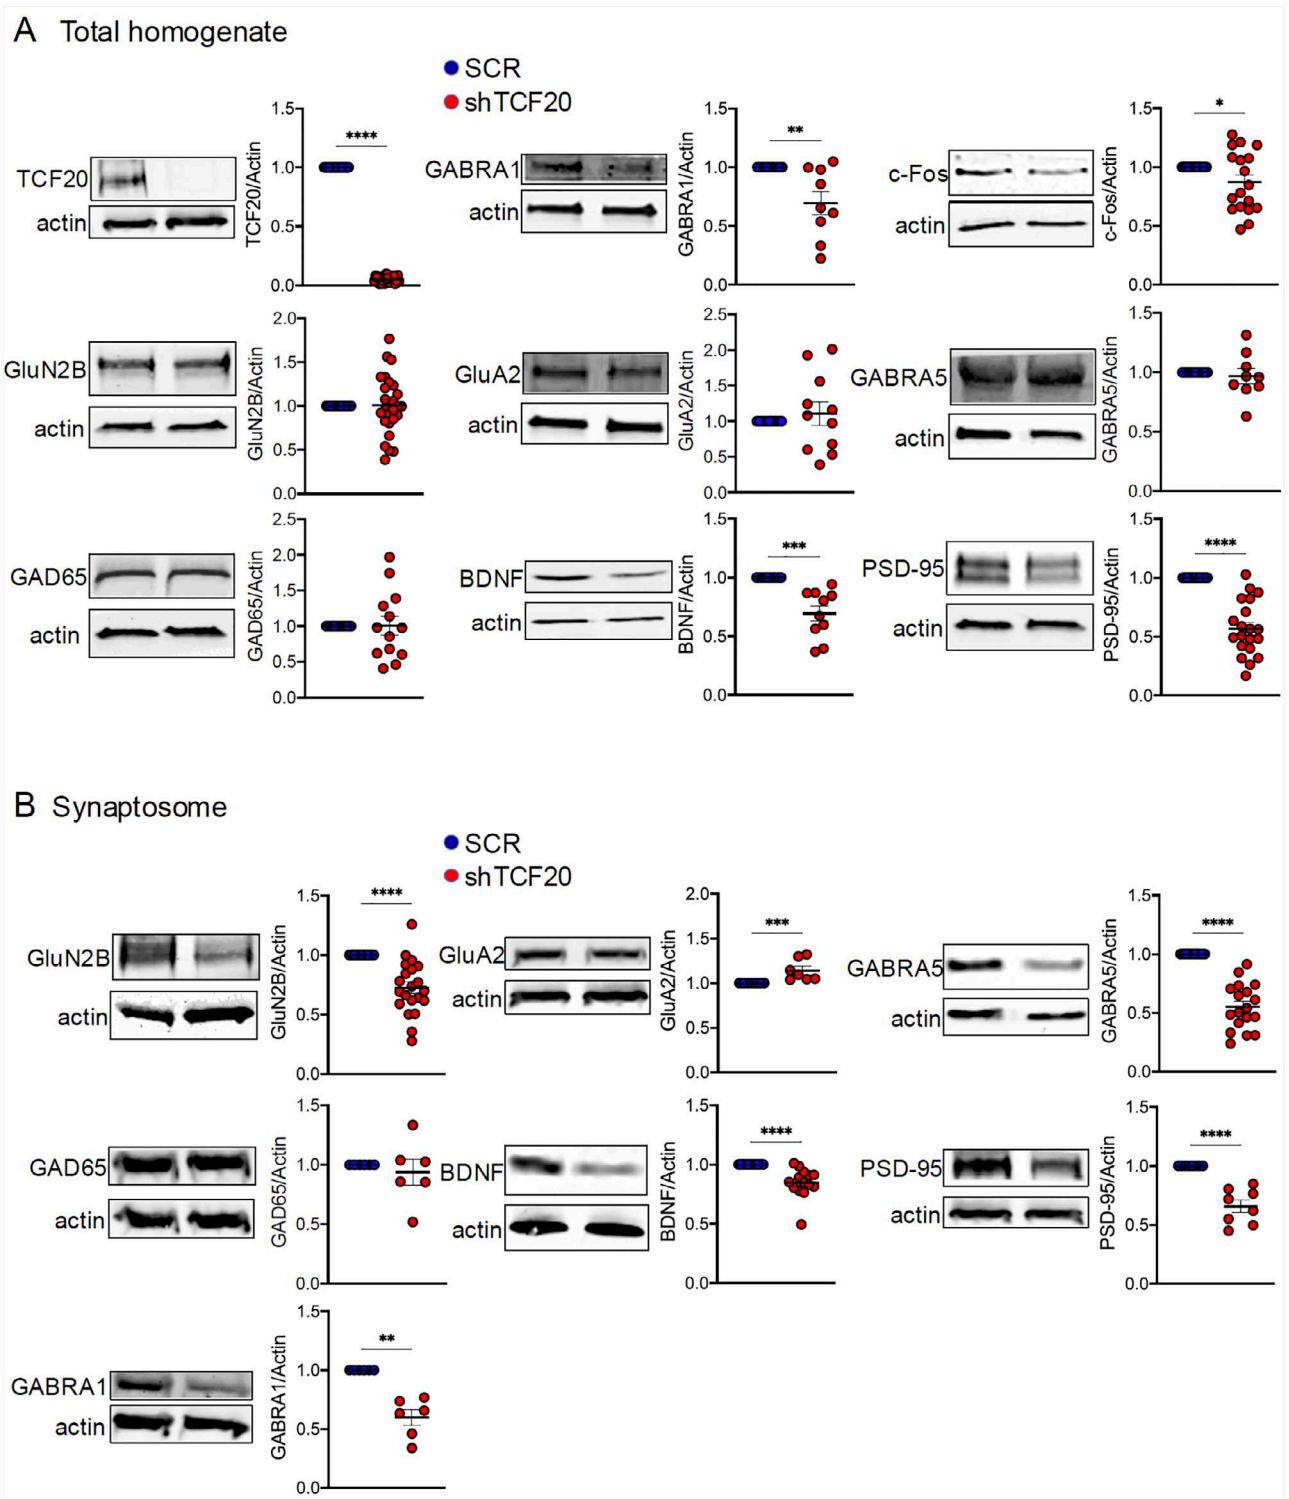 A Total homogenate
SCR
shTCF20
TCF20
actin
TCF20/Actin
1.5
1.0
0.5
0.0
****
GABRA1
actin
GABRA1/Actin
1.5
1.0
0.5
0.0
**
c-Fos
actin
c-Fos/Actin
1.5
1.0
0.5
0.0
*
GluN2B
actin
GluN2B/Actin
2.0
1.5
1.0
0.5
0.0
GluA2
actin
GluA2/Actin
2.5
2.0
1.5
1.0
0.5
0.0
GABRA5
actin
GABRA5/Actin
1.5
1.0
0.5
0.0
GAD65
actin
GAD65/Actin
2.5
2.0
1.5
1.0
0.5
0.0
BDNF
actin
BDNF/Actin
1.5
1.0
0.5
0.0
***
PSD-95
actin
PSD-95/Actin
1.5
1.0
0.5
0.0
****
B Synaptosome
SCR
shTCF20
GluN2B
actin
GluN2B/Actin
1.5
1.0
0.5
0.0
****
GluA2
actin
GluA2/Actin
2.0
1.5
1.0
0.5
0.0
***
GABRA5
actin
GABRA5/Actin
1.5
1.0
0.5
0.0
****
GAD65
actin
GAD65/Actin
1.5
1.0
0.5
0.0
BDNF
actin
BDNF/Actin
1.5
1.0
0.5
0.0
****
PSD-95
actin
PSD-95/Actin
1.5
1.0
0.5
0.0
****
GABRA1
actin
GABRA1/Actin
1.5
1.0
0.5
0.0
**